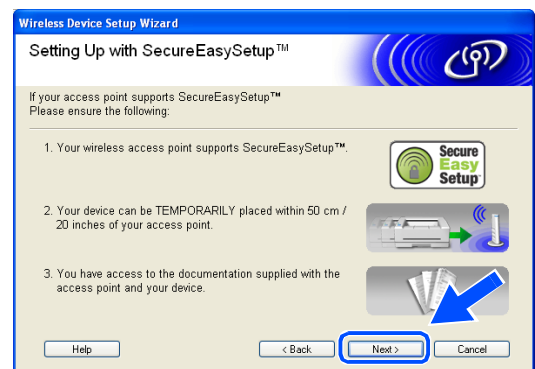 Wireless Device Setup Wizard
Setting Up with SecureEasySetup™
If your access point supports SecureEasySetup™
Please ensure the following:
1. Your wireless access point supports SecureEasySetup™.
Secure
Easy
Setup™
2. Your device can be TEMPORARILY placed within 50 cm /
20 inches of your access point.
3. You have access to the documentation supplied with the
access point and your device.
Help
< Back
Next >
Cancel